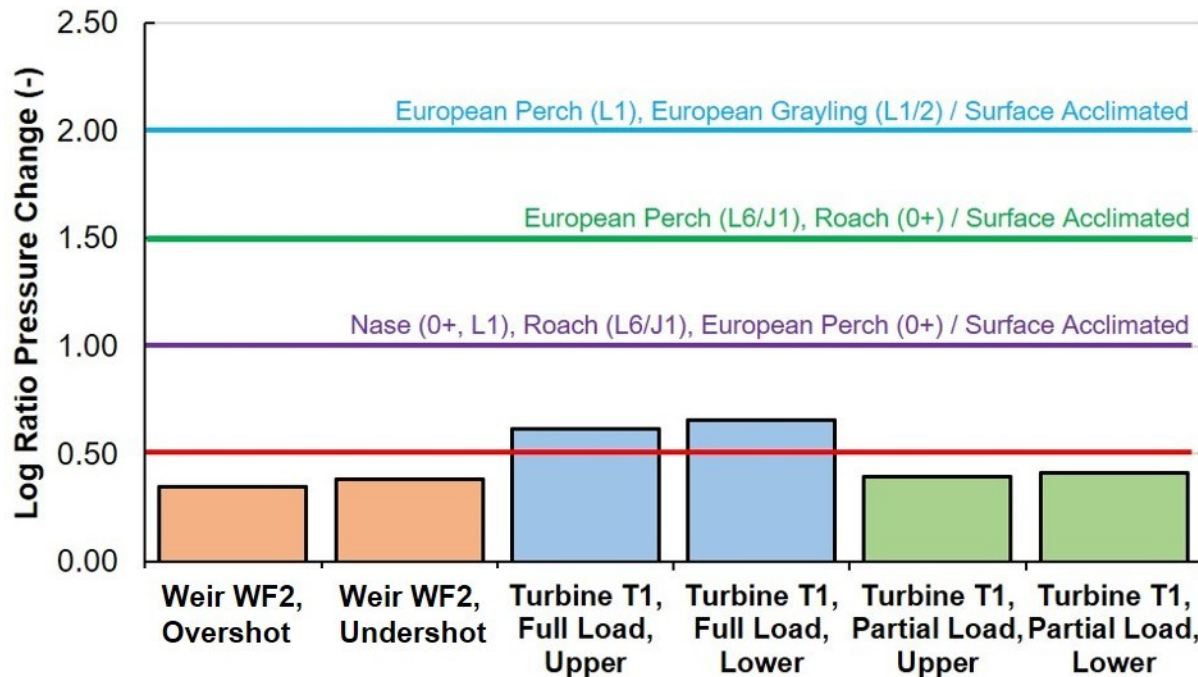 Log Ratio Pressure Change (-)
2.50
2.00
1.50
1.00
0.50
0.00
European Perch (L1), European Grayling (L1/2) / Surface Acclimated
European Perch (L6/J1), Roach (0+) / Surface Acclimated
Nase (0+, L1), Roach (L6/J1), European Perch (0+) / Surface Acclimated
Weir WF2,
Overshot
Weir WF2,
Undershot
Turbine T1,
Full Load,
Upper
Turbine T1,
Full Load,
Lower
Turbine T1,
Partial Load,
Upper
Turbine T1,
Partial Load,
Lower